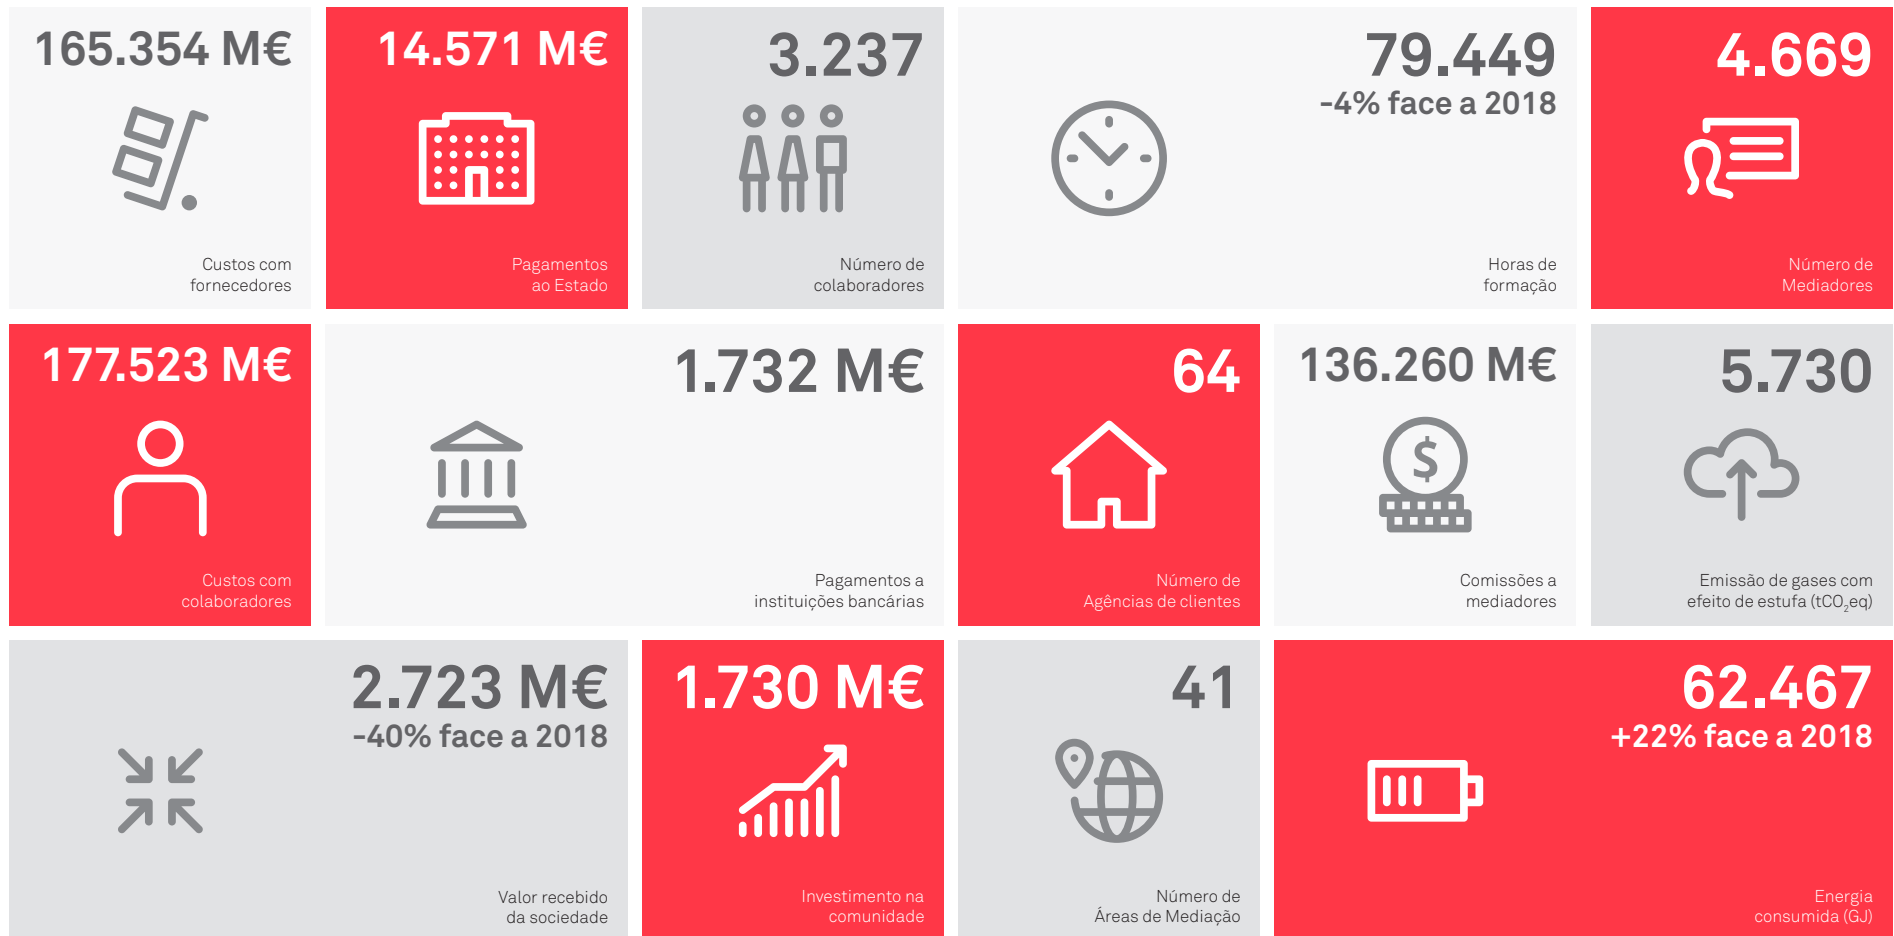 165.354 M€
Custos com
fornecedores
14.571 M€
Pagamentos
ao Estado
3.237
Número de
colaboradores
79.449
-4% face a 2018
Horas de
formação
4.669
Número de
Mediadores
177.523 M€
Custos com
colaboradores
1.732 M€
Pagamentos a
instituições bancárias
64
Número de
Agências de clientes
136.260 M€
$
Comissões a
mediadores
5.730
Emissão de gases com
efeito de estufa (tCO₂eq)
2.723 M€
-40% face a 2018
Valor recebido
da sociedade
1.730 M€
Investimento na
comunidade
41
Número de
Áreas de Mediação
62.467
+22% face a 2018
Energia
consumida (GJ)